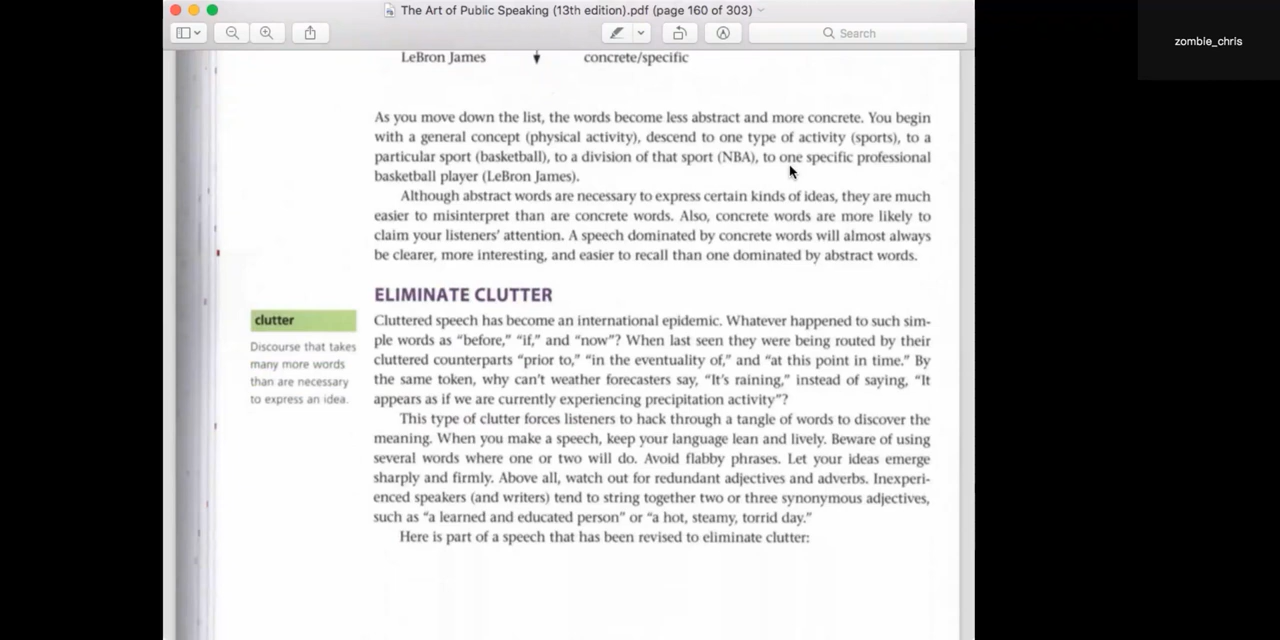 The Art of Public Speaking (13th edition).pdf (page 160 of 303)
Search
zombie_chris
LeBron James
concrete/specific
As you move down the list, the words become less abstract and more concrete. You begin
with a general concept (physical activity), descend to one type of activity (sports), to a
particular sport (basketball), to a division of that sport (NBA), to one specific professional
basketball player (LeBron James).
Although abstract words are necessary to express certain kinds of ideas, they are much
easier to misinterpret than are concrete words. Also, concrete words are more likely to
claim your listeners' attention. A speech dominated by concrete words will almost always
be clearer, more interesting, and easier to recall than one dominated by abstract words.
ELIMINATE CLUTTER
clutter
Discourse that takes
many more words
than are necessary
to express an idea.
Cluttered speech has become an international epidemic. Whatever happened to such sim-
ple words as “before,” “if,” and “now”? When last seen they were being routed by their
cluttered counterparts “prior to,” “in the eventuality of,” and “at this point in time.” By
the same token, why can't weather forecasters say, “It's raining,” instead of saying, “It
appears as if we are currently experiencing precipitation activity”?
This type of clutter forces listeners to hack through a tangle of words to discover the
meaning. When you make a speech, keep your language lean and lively. Beware of using
several words where one or two will do. Avoid flabby phrases. Let your ideas emerge
sharply and firmly. Above all, watch out for redundant adjectives and adverbs. Inexperi-
enced speakers (and writers) tend to string together two or three synonymous adjectives,
such as “a learned and educated person” or “a hot, steamy, torrid day.”
Here is part of a speech that has been revised to eliminate clutter: